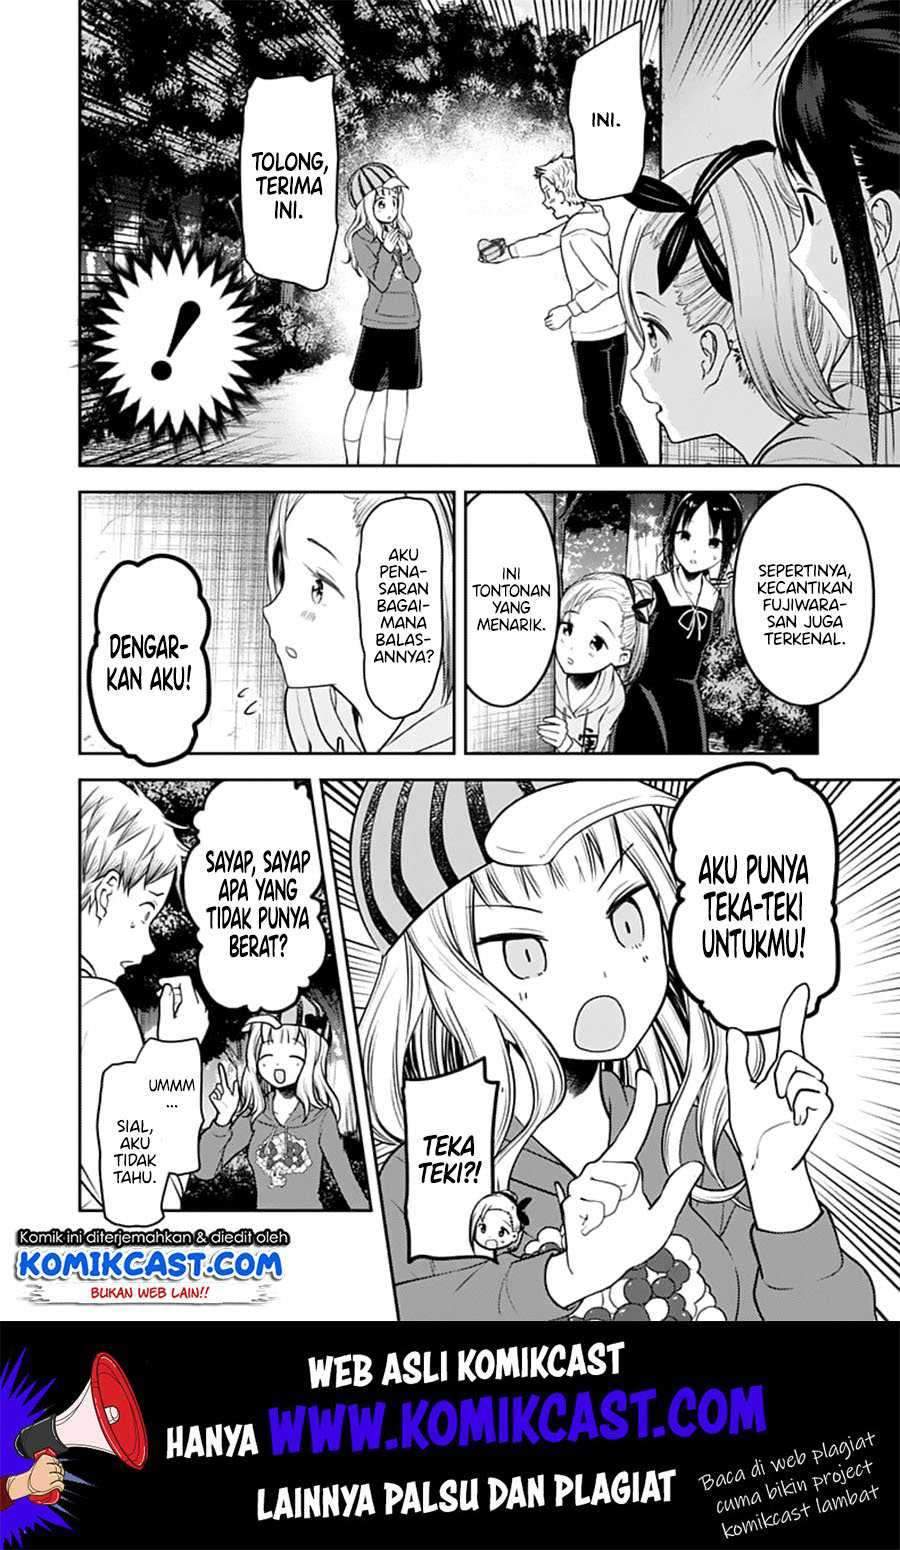 INI.
TOLONG,
TERIMA
INI.
!
SEPERTINYA,
KECANTIKAN
FUJIWARA-
SAN JUGA
TERKENAL.
INI
TONTONAN
YANG
MENARIK.
AKU
PENA-
SARAN
BAGAI-
MANA
BALAS-
ANNYA?
DENGAR-
KAN AKU!
AKU PUNYA
TEKA-TEKI
UNTUKMU!
TEKA
TEKI?!
SAYAP, SAYAP
APA YANG
TIDAK PUNYA
BERAT?
UMMM
...
SIAL,
AKU
TIDAK
TAHU.
Komik ini diterjemahkan & diedit oleh
KOMIKCAST.COM
BUKAN WEB LAIN!!
WEB ASLI KOMIKCAST
HANYA WWW.KOMIKCAST.COM
LAINNYA PALSU DAN PLAGIAT
Baca di web plagiat
cuma bikin project
komikcast lambat